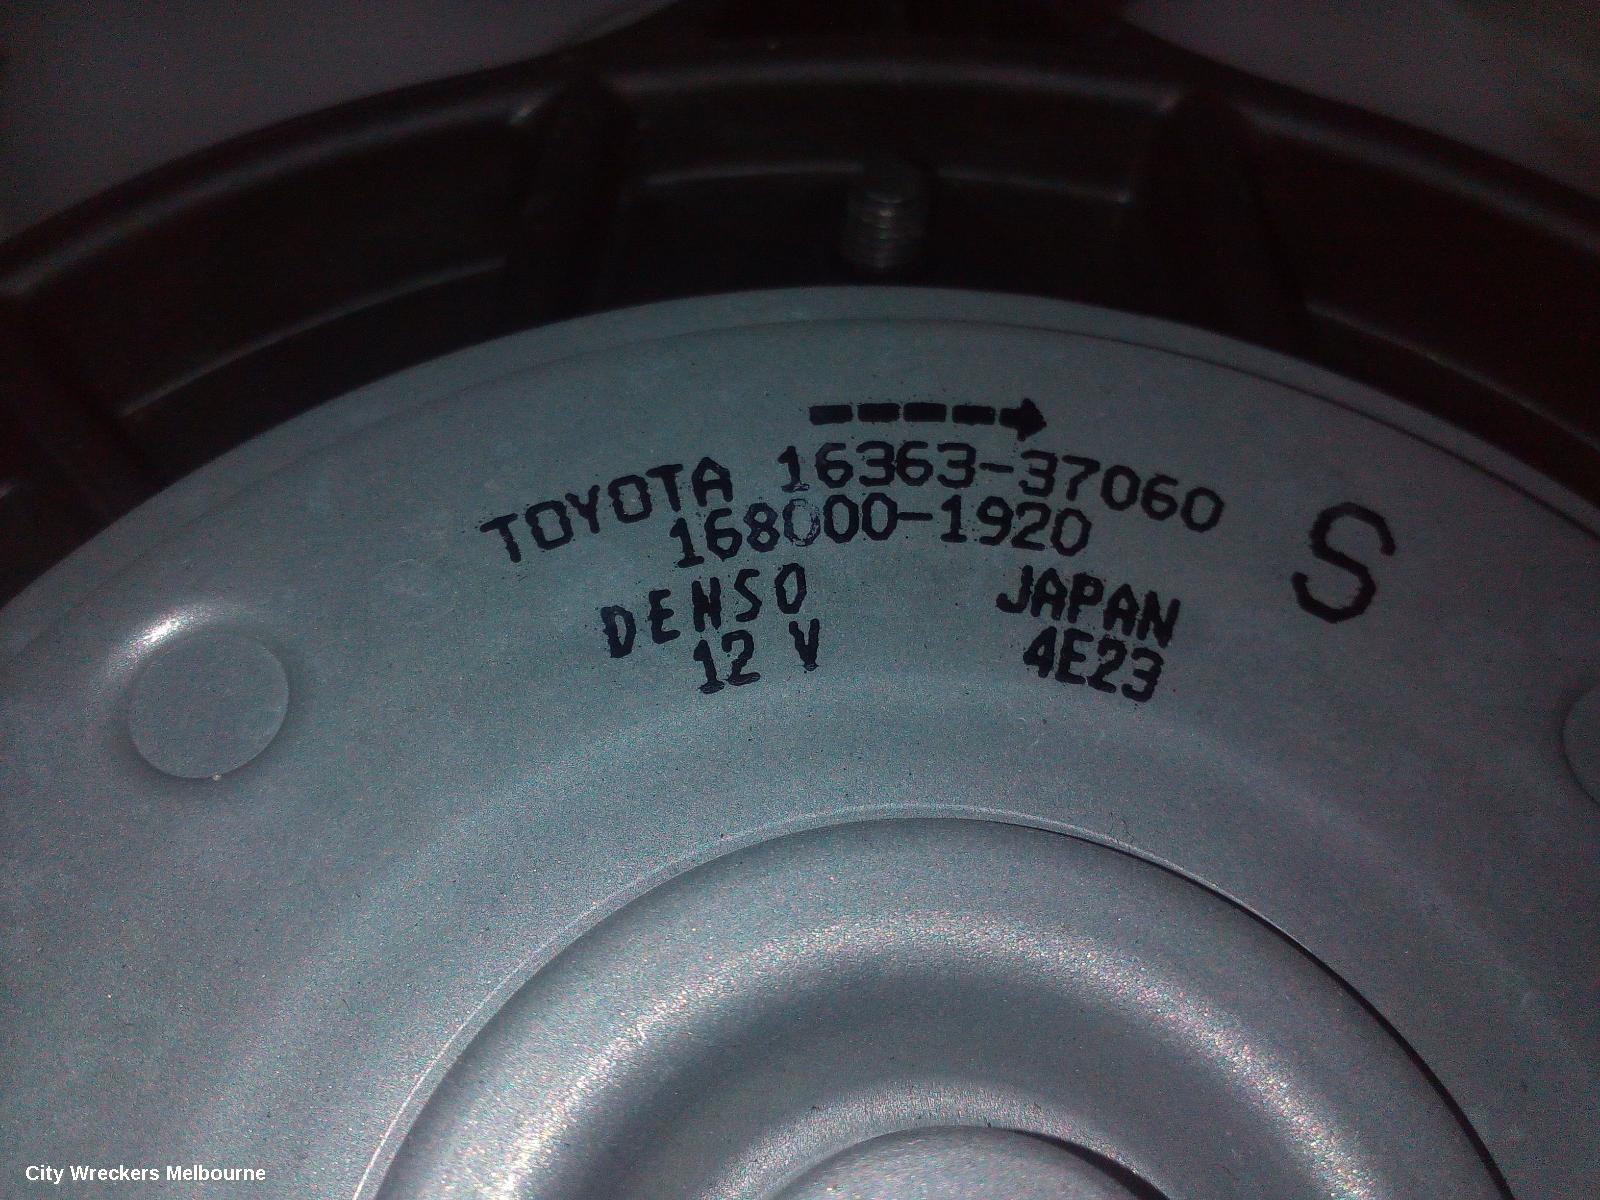 TOYOTA 16363-37060
168000-1920
DENSO JAPAN
12 V 4E23
S
City Wreckers Melbourne